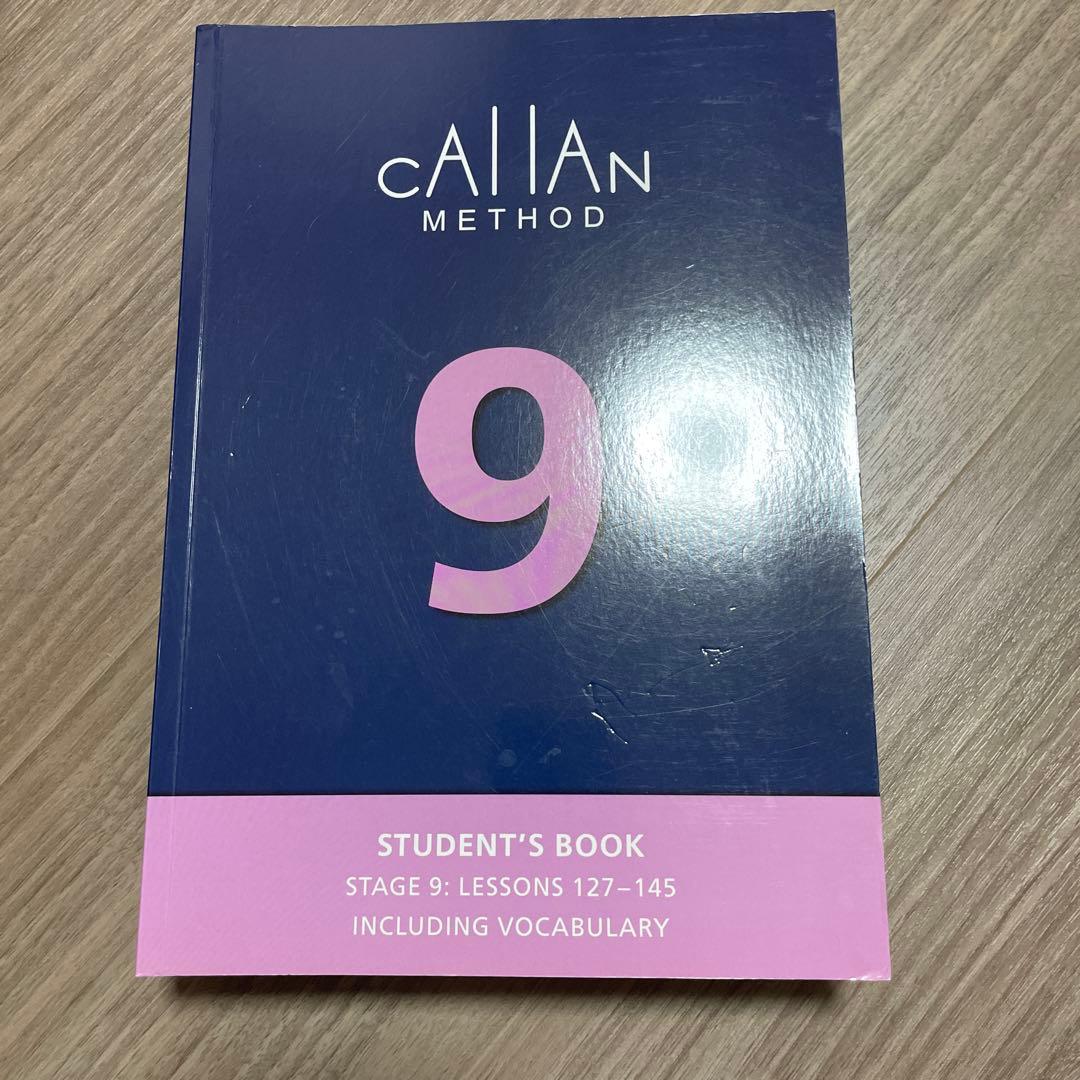 CALLAN
METHOD
9
STUDENT'S BOOK
STAGE 9: LESSONS 127–145
INCLUDING VOCABULARY